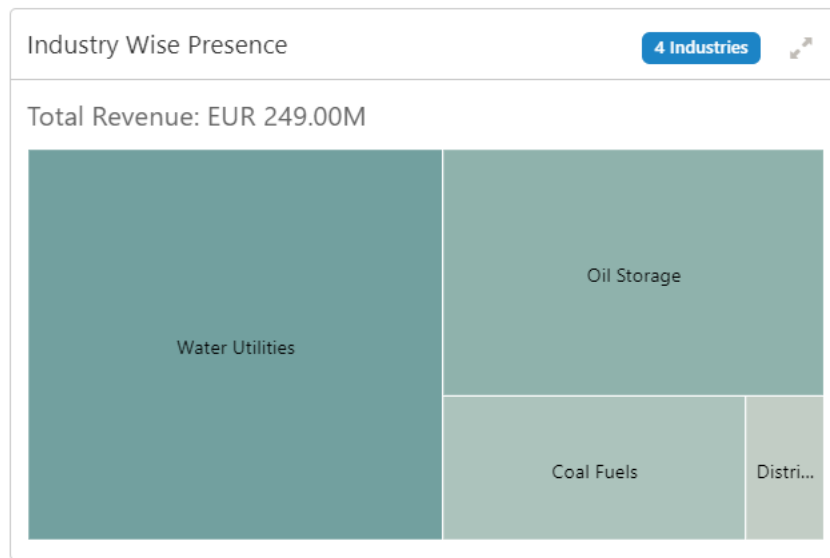 Industry Wise Presence
4 Industries
Total Revenue: EUR 249.00M
Oil Storage
Water Utilities
Coal Fuels
Distri...